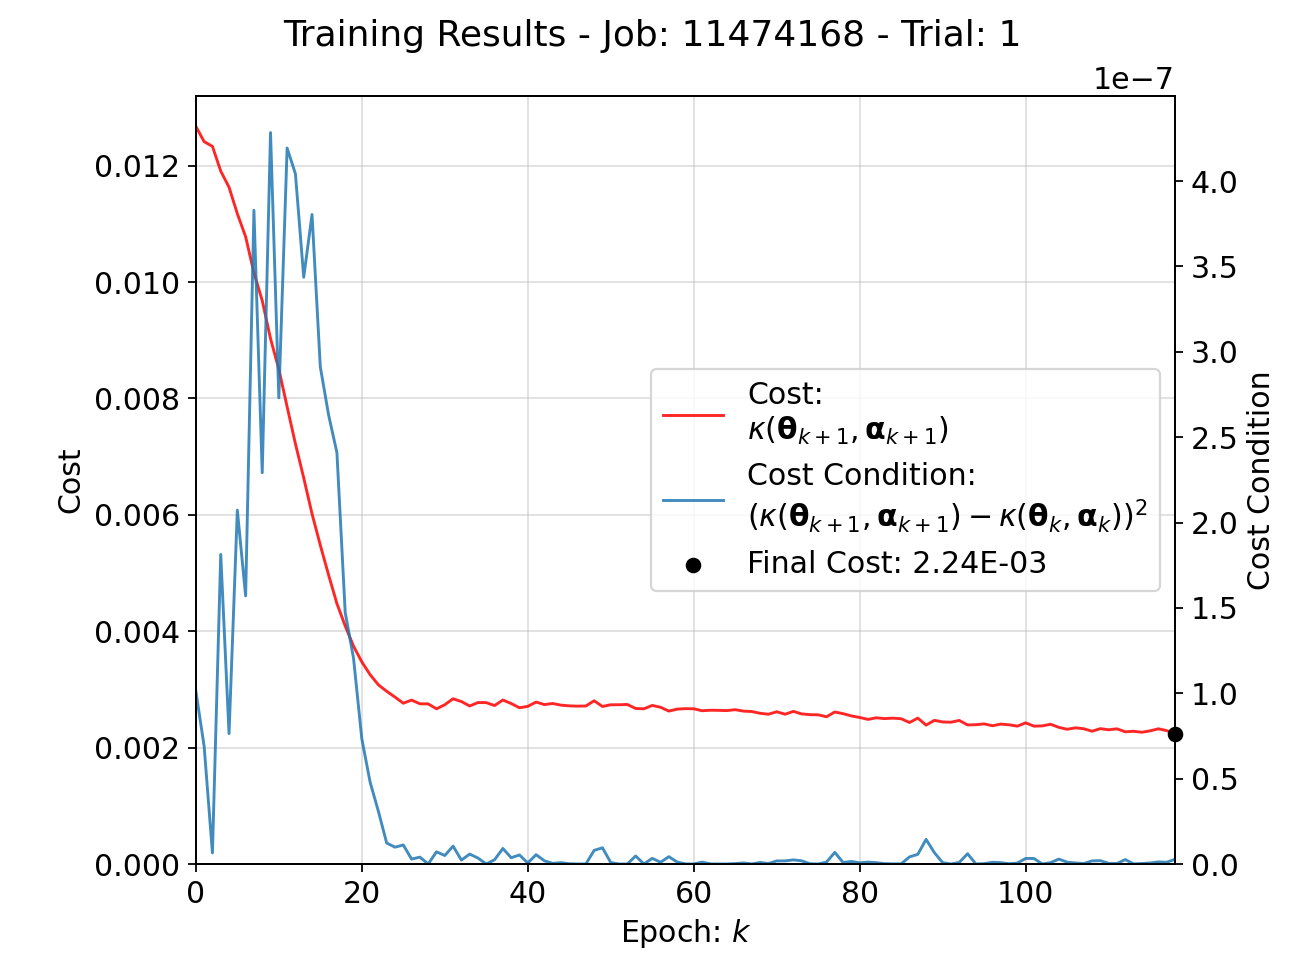 Training Results - Job: 11474168 - Trial: 1
1e−7
0.012
0.010
0.008
0.006
0.004
0.002
0.000
Cost
4.0
3.5
3.0
2.5
2.0
1.5
1.0
0.5
0.0
Cost Condition
Cost:
κ(𝛉ₖ₊₁, 𝛂ₖ₊₁)
Cost Condition:
(κ(𝛉ₖ₊₁, 𝛂ₖ₊₁) − κ(𝛉ₖ, 𝛂ₖ))²
Final Cost: 2.24E-03
0 20 40 60 80 100
Epoch: k